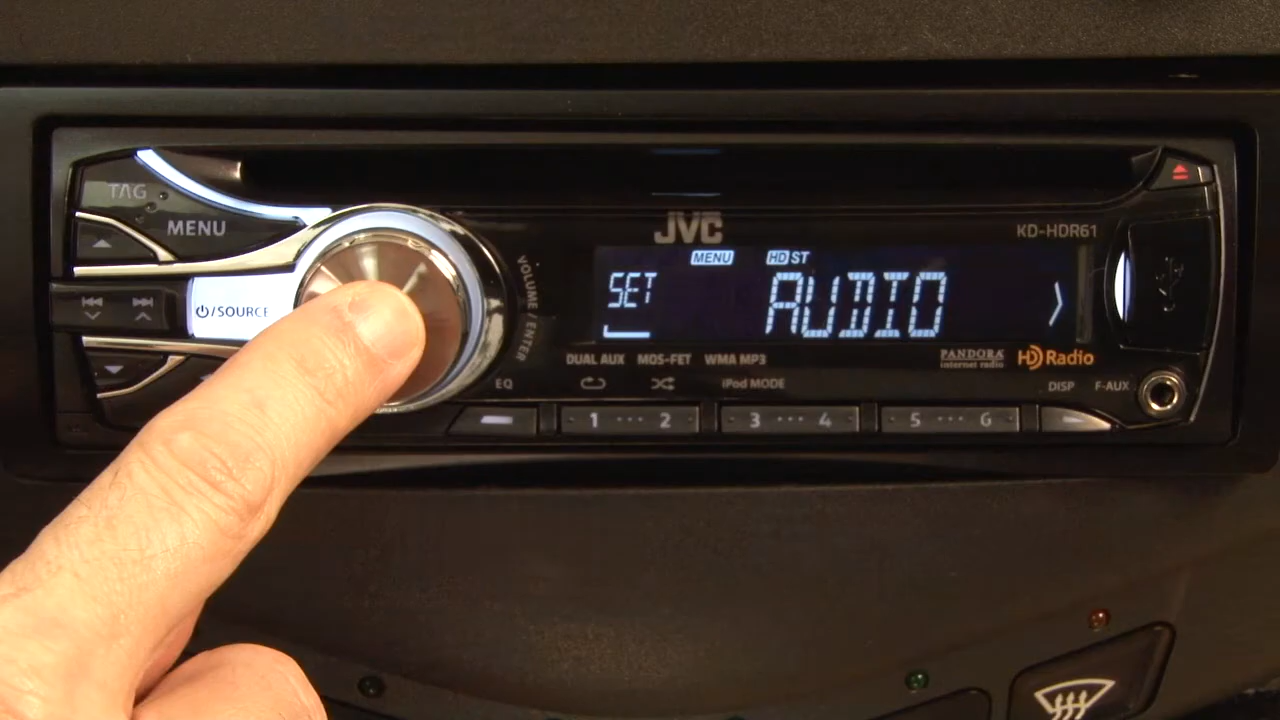 TAG
MENU
/SOURCE
VOLUME / ENTER
EQ
JVC
KD-HDR61
MENU
HD ST
SET
AUDIO
DUAL AUX
MOS-FET
WMA MP3
PANDORA
internet radio
HD Radio
iPod MODE
DISP
F-AUX
1 ···· 2
3 ···· 4
5 ···· 6